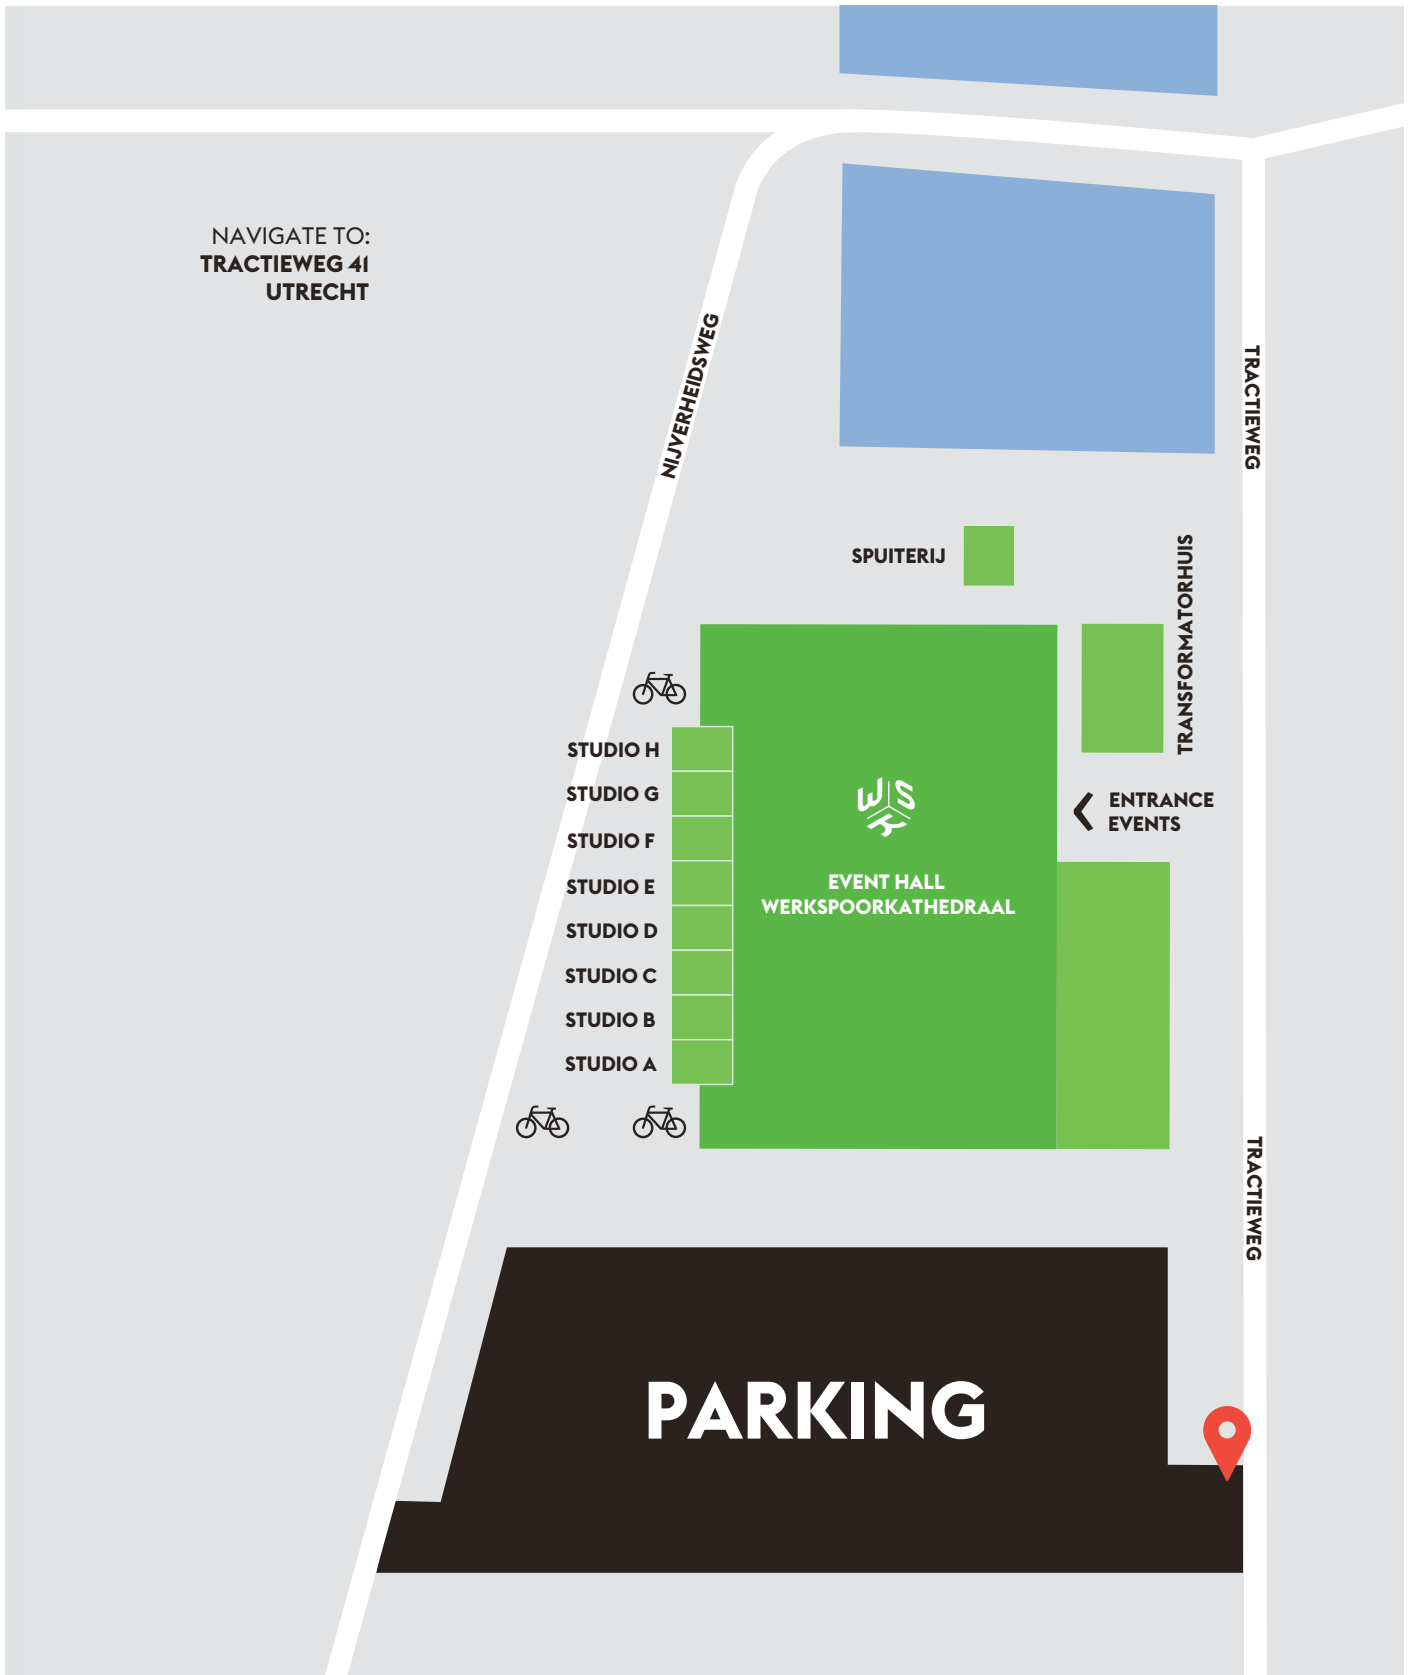 NAVIGATE TO:
TRACTIEWEG 41
UTRECHT
NIJVERHEIDSWEG
TRACTIEWEG
SPUITERIJ
TRANSFORMATORHUIS
STUDIO H
STUDIO G
STUDIO F
STUDIO E
STUDIO D
STUDIO C
STUDIO B
STUDIO A
WSK
EVENT HALL
WERKSPOORKATHEDRAAL
ENTRANCE
EVENTS
TRACTIEWEG
PARKING